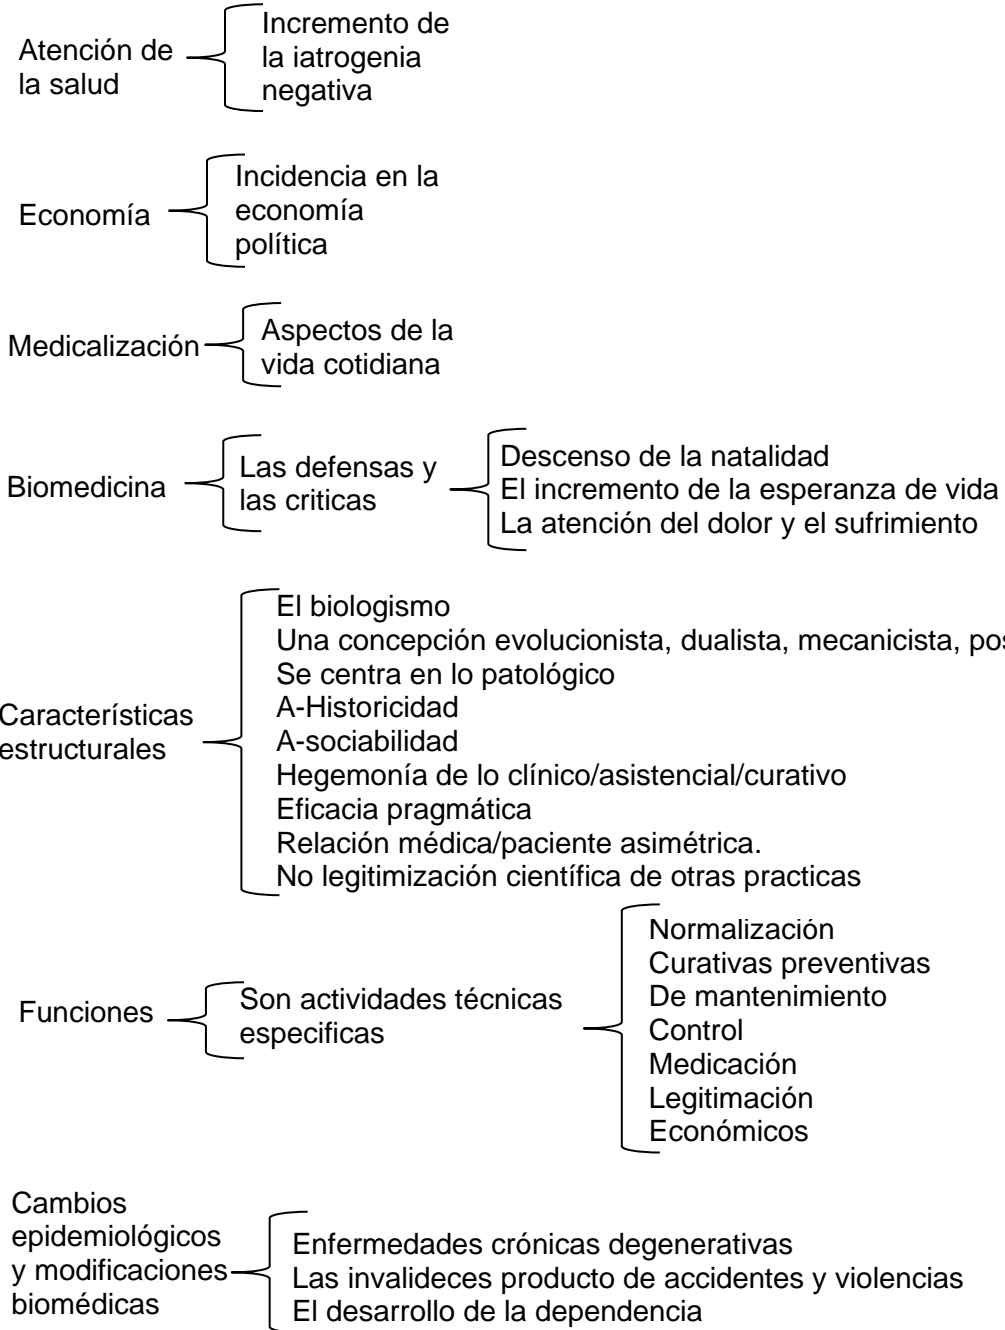 Atención de
la salud
Incremento de
la iatrogenia
negativa
Economía
Incidencia en la
economía
política
Medicalización
Aspectos de la
vida cotidiana
Biomedicina
Las defensas y
las criticas
Descenso de la natalidad
El incremento de la esperanza de vida
La atención del dolor y el sufrimiento
Características
estructurales
El biologismo
Una concepción evolucionista, dualista, mecanicista,
Se centra en lo patológico
A-Historicidad
A-sociabilidad
Hegemonía de lo clínico/asistencial/curativo
Eficacia pragmática
Relación médica/paciente asimétrica.
No legitimización científica de otras practicas
Funciones
Son actividades técnicas
especificas
Normalización
Curativas preventivas
De mantenimiento
Control
Medicación
Legitimación
Económicos
Cambios
epidemiológicos
y modificaciones
biomédicas
Enfermedades crónicas degenerativas
Las invalideces producto de accidentes y violencias
El desarrollo de la dependencia